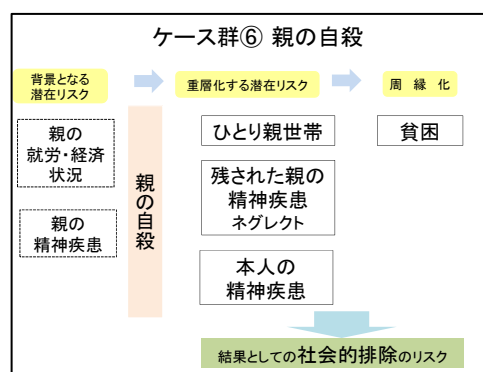 ケース群⑥ 親の自殺
背景となる
潜在リスク
重層化する潜在リスク
周 縁 化
親の
就労・経済
状況
親の
精神疾患
親の自殺
ひとり親世帯
残された親の
精神疾患
ネグレクト
本人の
精神疾患
貧困
結果としての社会的排除のリスク